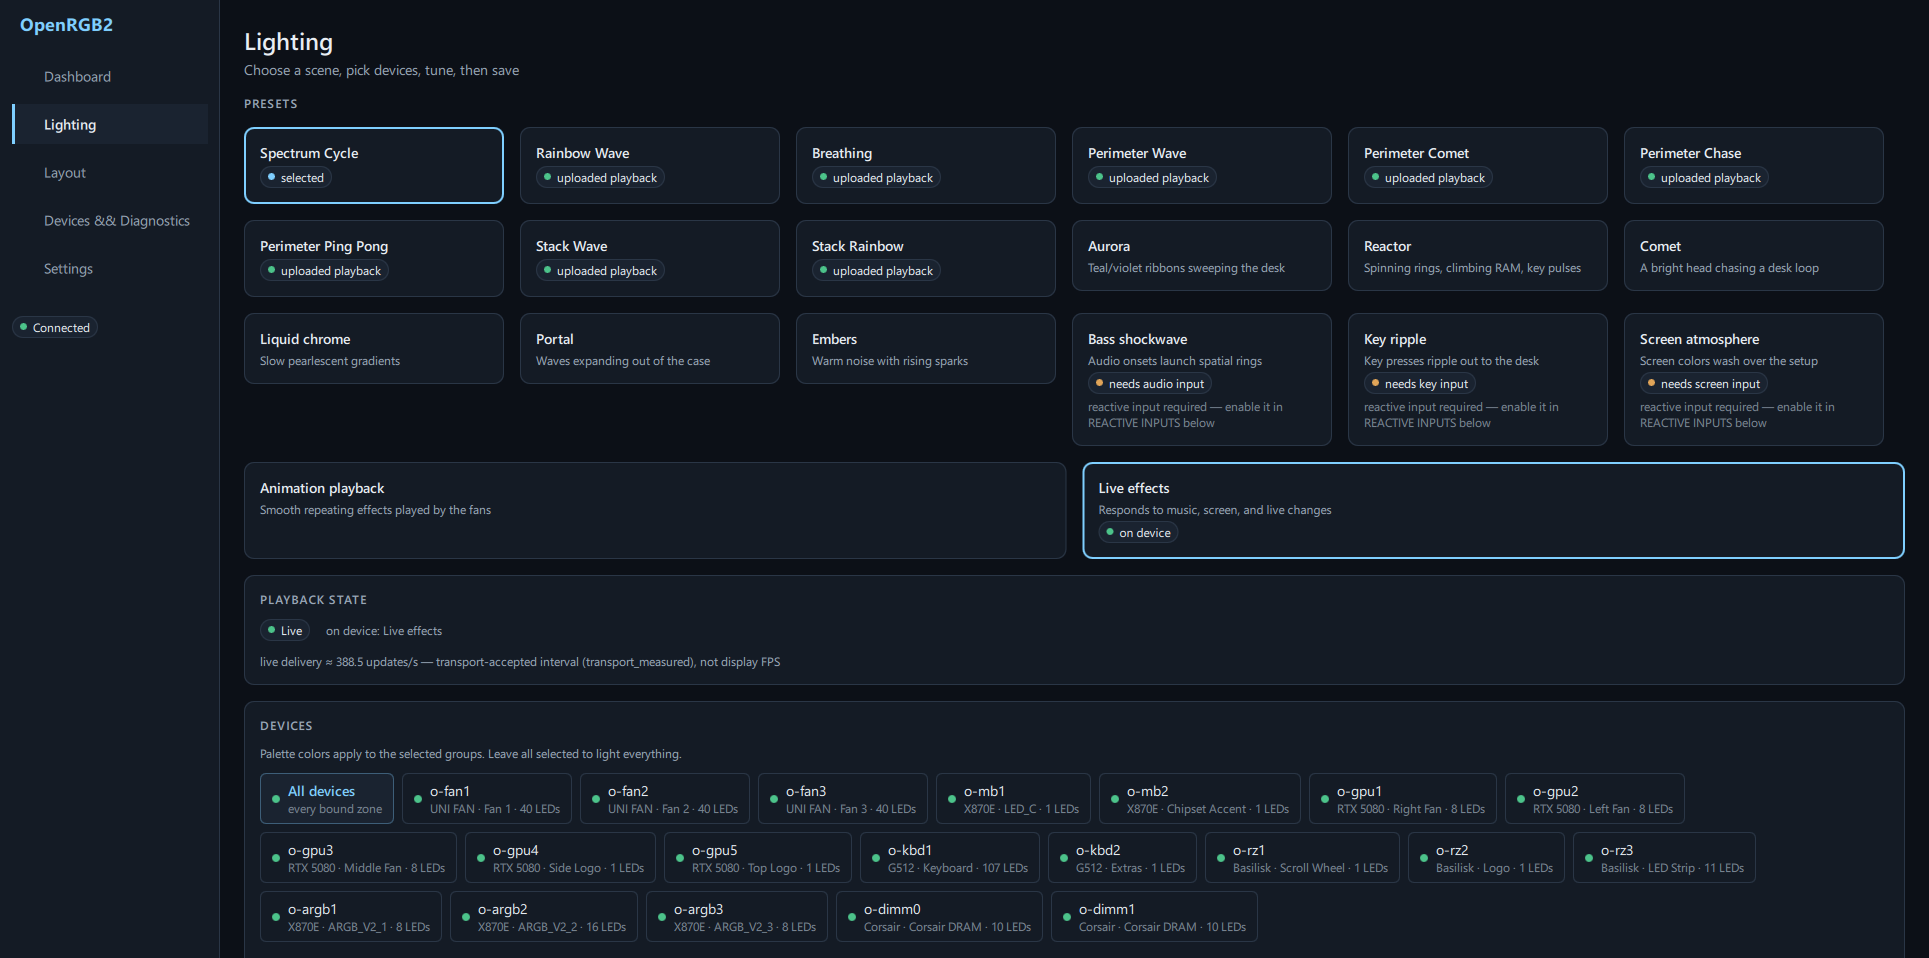 OpenRGB2
Dashboard
Lighting
Layout
Devices && Diagnostics
Settings
Connected
Lighting
Choose a scene, pick devices, tune, then save
PRESETS
Spectrum Cycle
selected
Rainbow Wave
uploaded playback
Breathing
uploaded playback
Perimeter Wave
uploaded playback
Perimeter Comet
uploaded playback
Perimeter Chase
uploaded playback
Perimeter Ping Pong
uploaded playback
Stack Wave
uploaded playback
Stack Rainbow
uploaded playback
Aurora
Teal/violet ribbons sweeping the desk
Reactor
Spinning rings, climbing RAM, key pulses
Comet
A bright head chasing a desk loop
Liquid chrome
Slow pearlescent gradients
Portal
Waves expanding out of the case
Embers
Warm noise with rising sparks
Bass shockwave
Audio onsets launch spatial rings
needs audio input
reactive input required — enable it in
REACTIVE INPUTS below
Key ripple
Key presses ripple out to the desk
needs key input
reactive input required — enable it in
REACTIVE INPUTS below
Screen atmosphere
Screen colors wash over the setup
needs screen input
reactive input required — enable it in
REACTIVE INPUTS below
Animation playback
Smooth repeating effects played by the fans
Live effects
Responds to music, screen, and live changes
on device
PLAYBACK STATE
Live
on device: Live effects
live delivery ≈ 388.5 updates/s — transport-accepted interval (transport_measured), not display FPS
DEVICES
Palette colors apply to the selected groups. Leave all selected to light everything.
All devices
every bound zone
o-fan1
UNI FAN · Fan 1 · 40 LEDs
o-fan2
UNI FAN · Fan 2 · 40 LEDs
o-fan3
UNI FAN · Fan 3 · 40 LEDs
o-mb1
X870E · LED_C · 1 LEDs
o-mb2
X870E · Chipset Accent · 1 LEDs
o-gpu1
RTX 5080 · Right Fan · 8 LEDs
o-gpu2
RTX 5080 · Left Fan · 8 LEDs
o-gpu3
RTX 5080 · Middle Fan · 8 LEDs
o-gpu4
RTX 5080 · Side Logo · 1 LEDs
o-gpu5
RTX 5080 · Top Logo · 1 LEDs
o-kbd1
G512 · Keyboard · 107 LEDs
o-kbd2
G512 · Extras · 1 LEDs
o-rz1
Basilisk · Scroll Wheel · 1 LEDs
o-rz2
Basilisk · Logo · 1 LEDs
o-rz3
Basilisk · LED Strip · 11 LEDs
o-argb1
X870E · ARGB_V2_1 · 8 LEDs
o-argb2
X870E · ARGB_V2_2 · 16 LEDs
o-argb3
X870E · ARGB_V2_3 · 8 LEDs
o-dimm0
Corsair · Corsair DRAM · 10 LEDs
o-dimm1
Corsair · Corsair DRAM · 10 LEDs